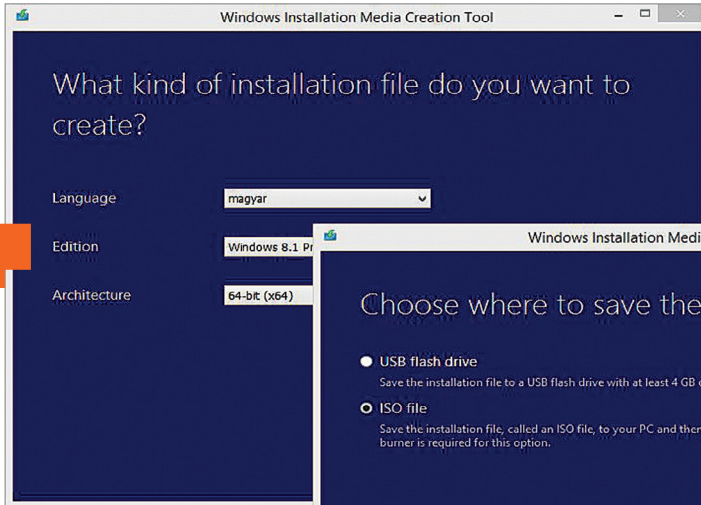 Windows Installation Media Creation Tool
What kind of installation file do you want to
create?
Language
magyar
Edition
Windows 8.1 Pr
Architecture
64-bit (x64)
Windows Installation Medi
Choose where to save the
USB flash drive
Save the installation file to a USB flash drive with at least 4 GB
ISO file
Save the installation file, called an ISO file, to your PC and then
burner is required for this option.